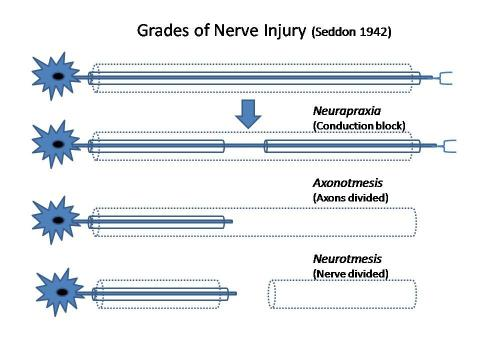 Grades of Nerve Injury (Seddon 1942)
Neurapraxia
(Conduction block)
Axonotmesis
(Axons divided)
Neurotmesis
(Nerve divided)